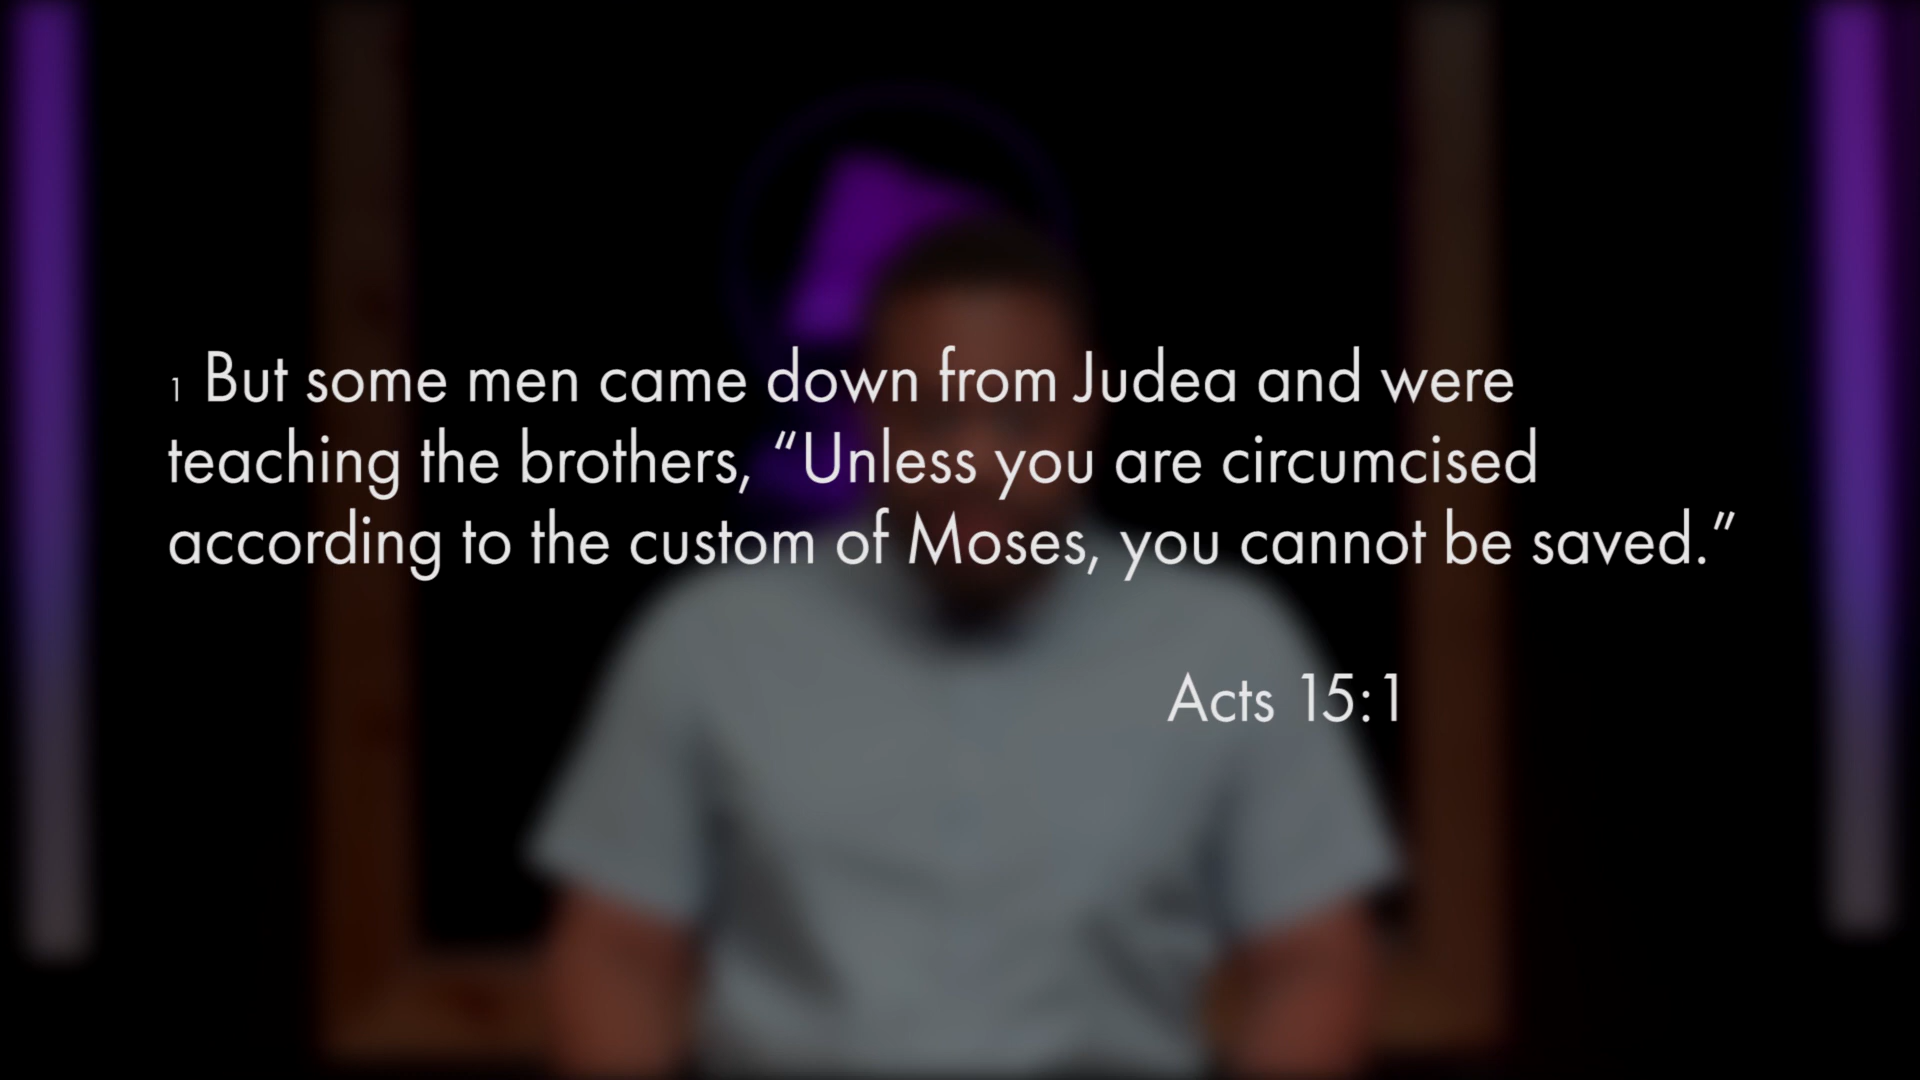 1 But some men came down from Judea and were
teaching the brothers, “Unless you are circumcised
according to the custom of Moses, you cannot be saved.”
Acts 15:1